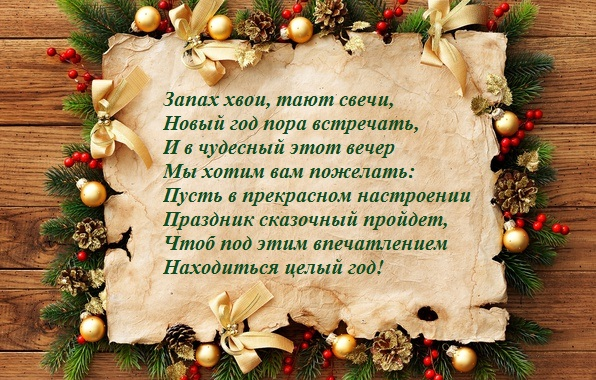 Запах хвои, тают свечи,
Новый год пора встречать,
И в чудесный этот вечер
Мы хотим вам пожелать:
Пусть в прекрасном настроении
Праздник сказочный пройдет,
Чтоб под этим впечатлением
Находиться целый год!